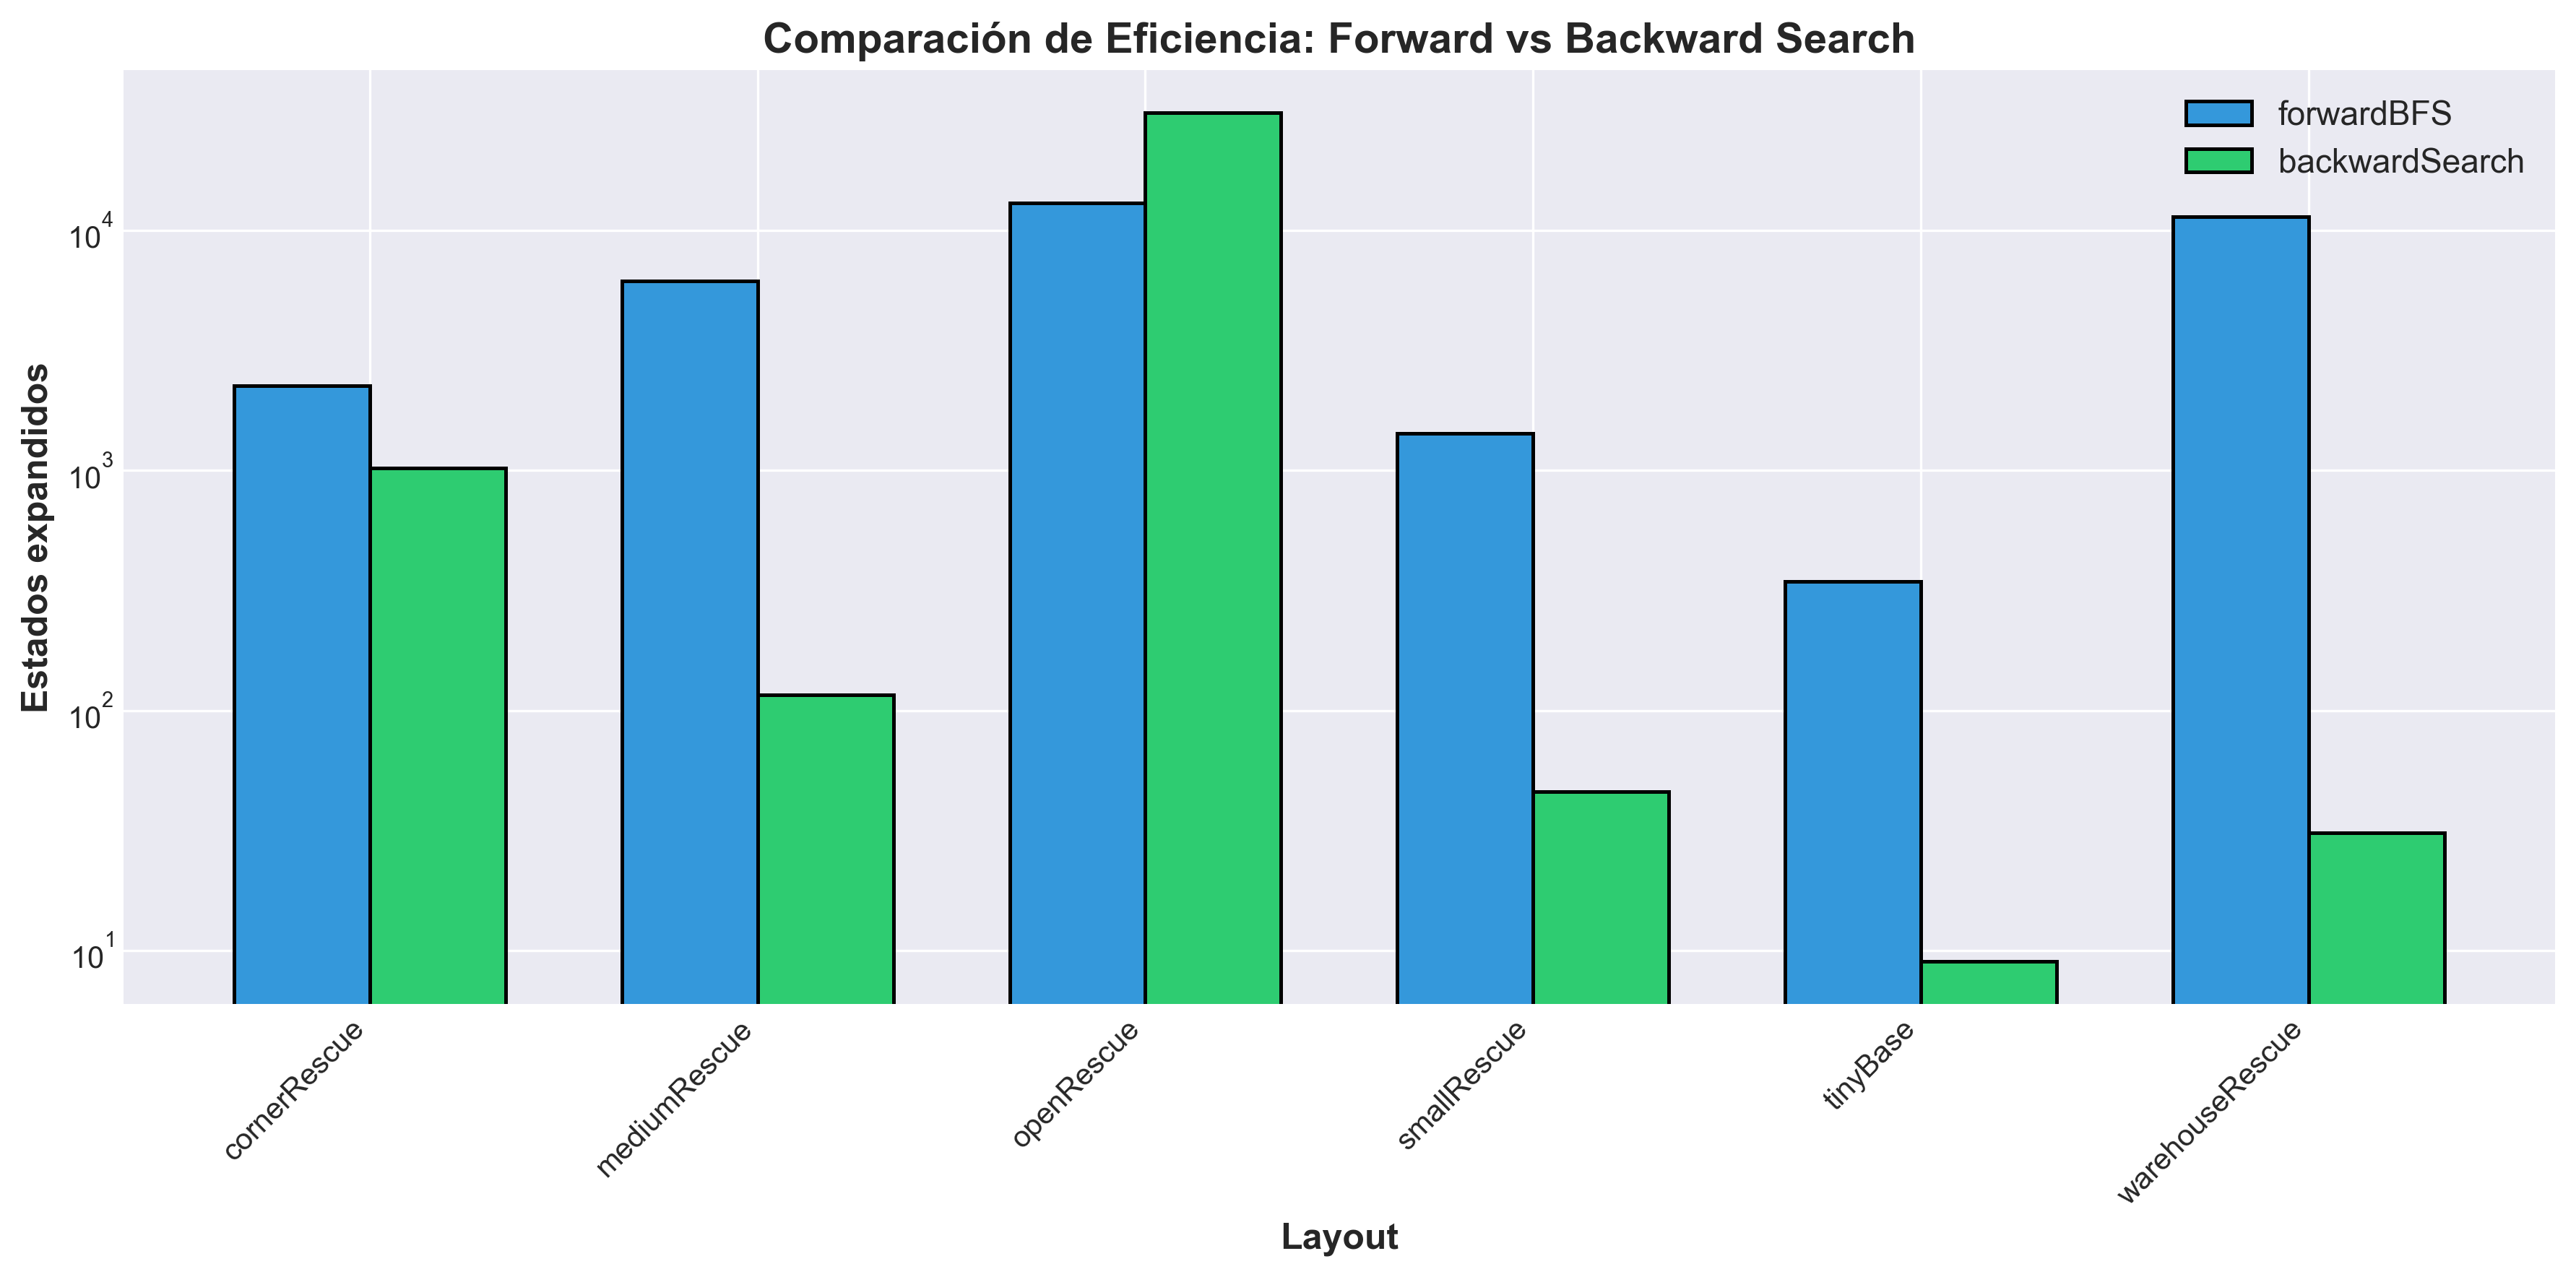 Comparación de Eficiencia: Forward vs Backward Search
forwardBFS
backwardSearch
Estados expandidos
10^4
10^3
10^2
10^1
cornerRescue
mediumRescue
openRescue
smallRescue
tinyBase
warehouseRescue
Layout